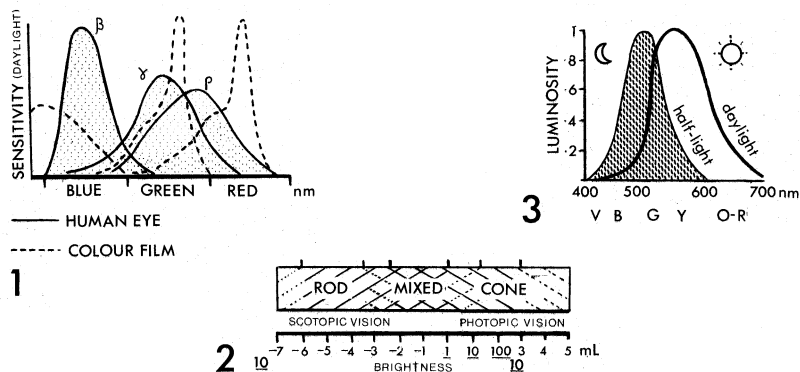 SENSITIVITY (DAYLIGHT)
β
γ
ρ
BLUE GREEN RED nm
HUMAN EYE
COLOUR FILM
1
LUMINOSITY
1
.8
.6
.4
.2
half-light
daylight
400 500 600 700 nm
V B G Y O-R
3
ROD MIXED CONE
SCOTOPIC VISION PHOTOPIC VISION
10 -7 -6 -5 -4 -3 -2 -1 1 10 100 3 4 5 mL
10
BRIGHTNESS
2